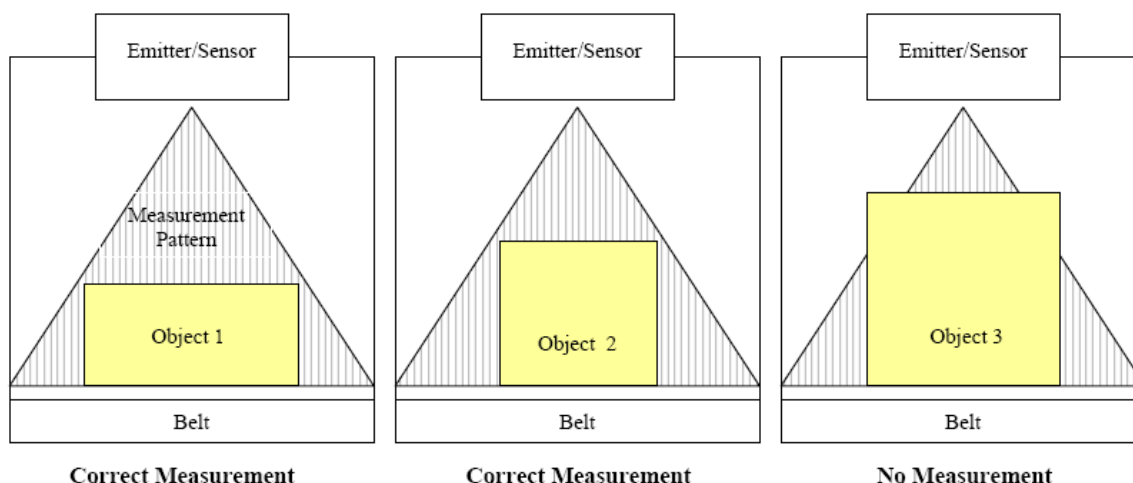 Emitter/Sensor
Measurement
Pattern
Object 1
Belt
Correct Measurement
Emitter/Sensor
Object 2
Belt
Correct Measurement
Emitter/Sensor
Object 3
Belt
No Measurement